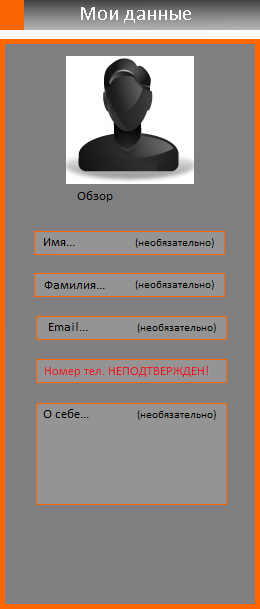 Мои данные
Обзор
Имя... (необязательно)
Фамилия... (необязательно)
Email... (необязательно)
Номер тел. НЕПОДТВЕРЖДЕН!
О себе... (необязательно)